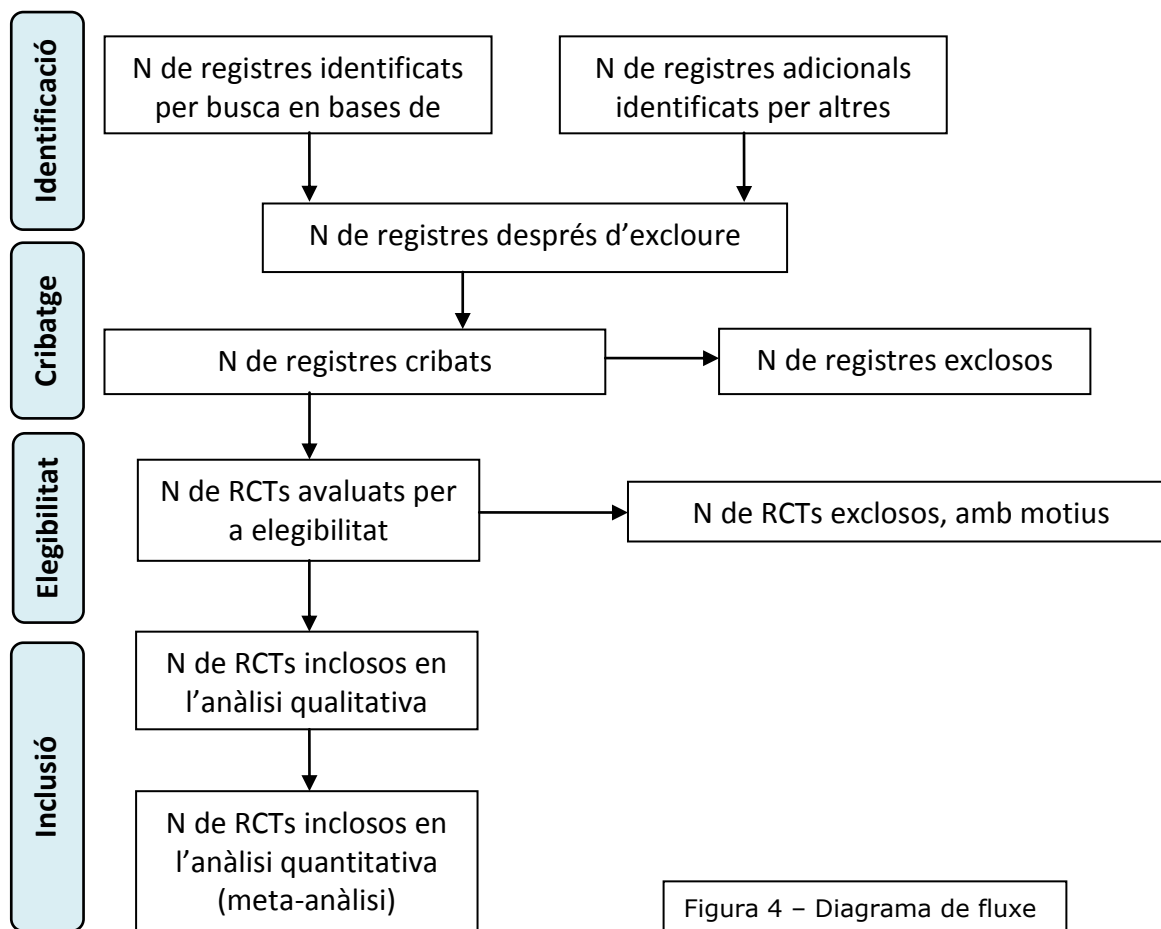 Identificació
N de registres identificats
per busca en bases de
N de registres adicionals
identificats per altres
N de registres després d’excloure
Cribatge
N de registres cribats
N de registres exclosos
Elegibilitat
N de RCTs avaluats per
a elegibilitat
N de RCTs exclosos, amb motius
Inclusió
N de RCTs inclosos en
l’anàlisi qualitativa
N de RCTs inclosos en
l’anàlisi quantitativa
(meta-anàlisi)
Figura 4 – Diagrama de fluxe